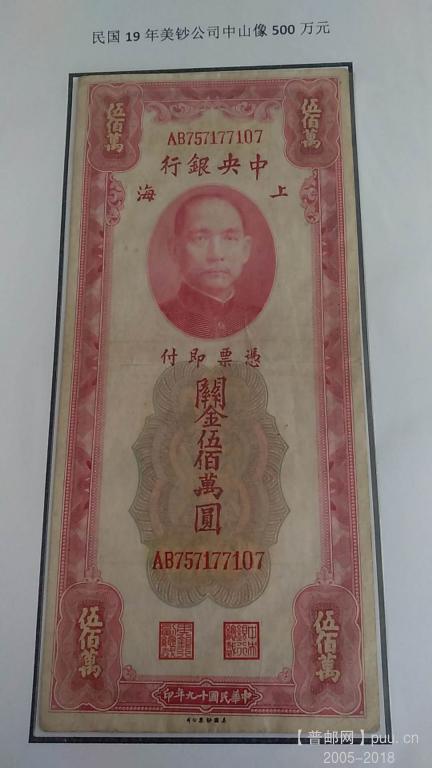 民国 19 年美钞公司中山像 500 万元
伍佰萬
伍佰萬
AB757177107
行銀央中
海 上
付即票憑
關金伍佰萬圓
AB757177107
伍佰萬
伍佰萬
印年九十國民華中
【普邮网】puu.cn
2005-2018